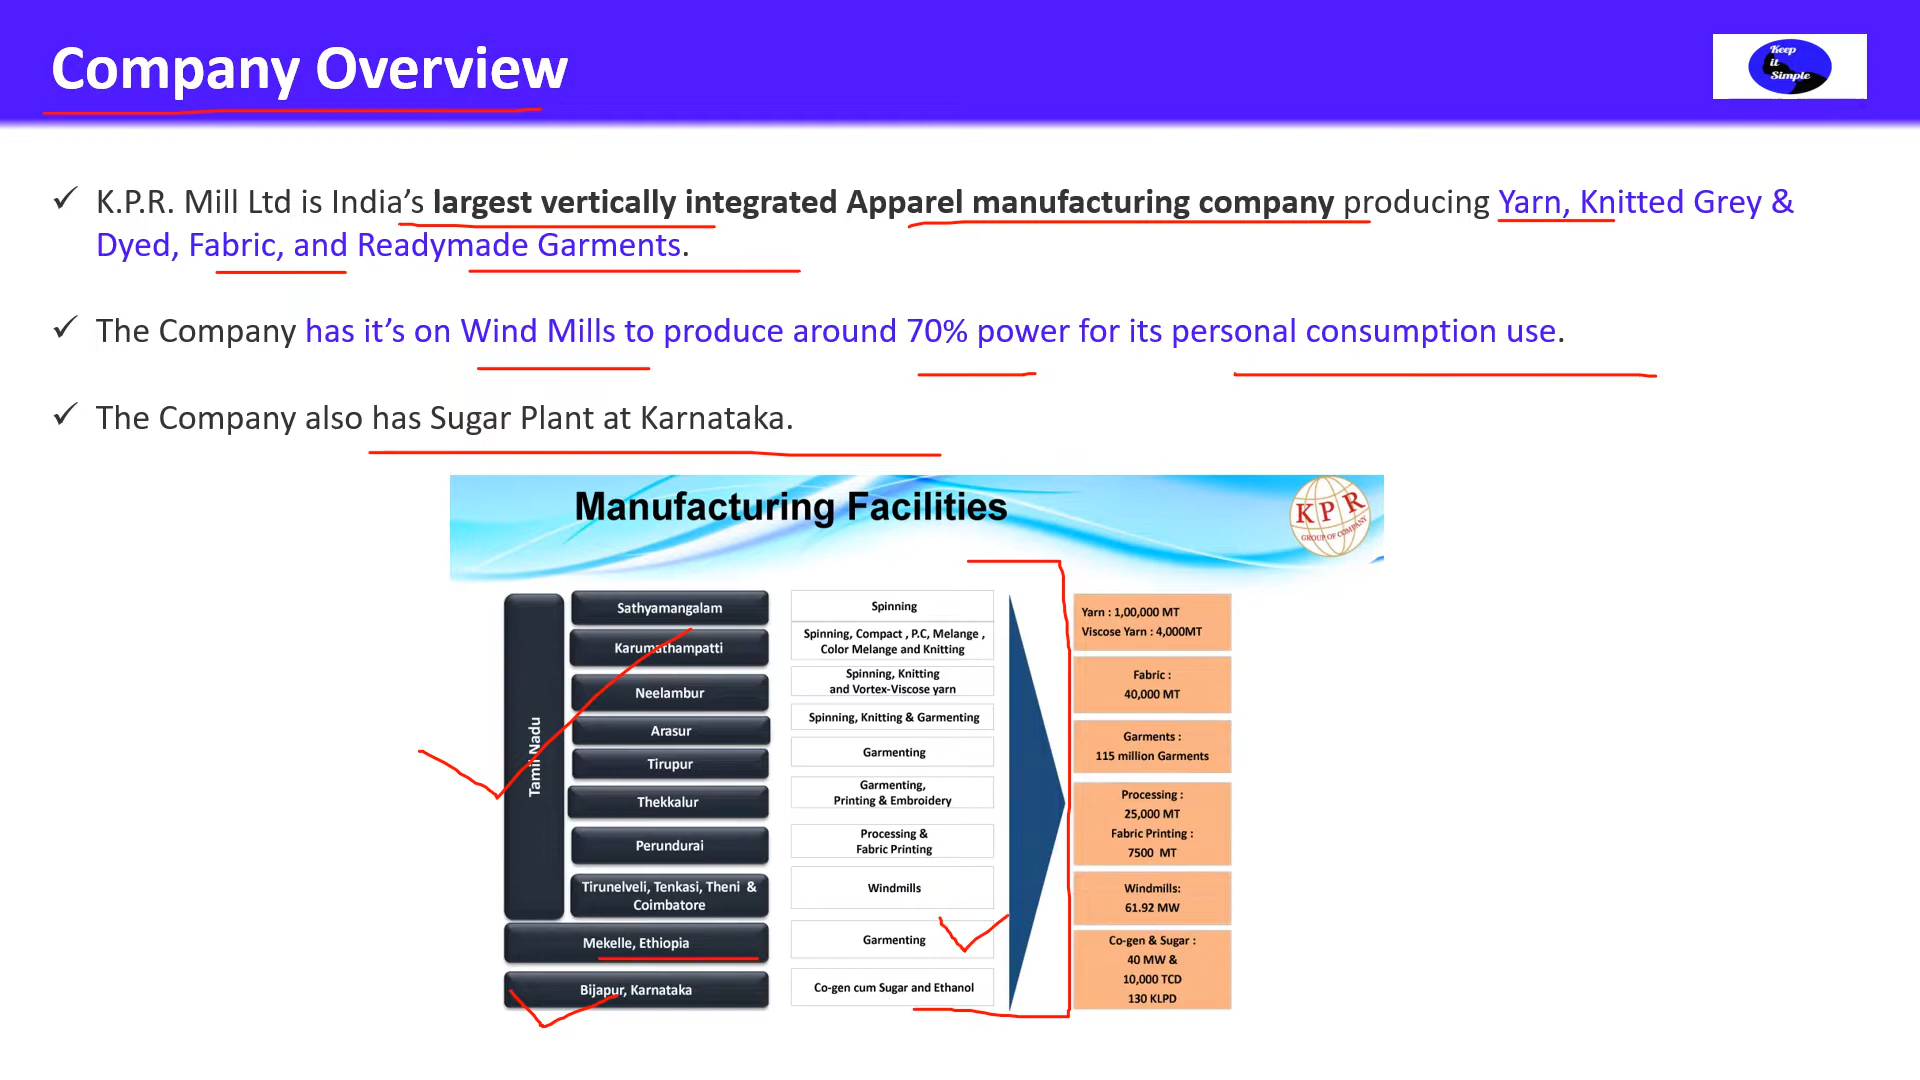 Company Overview
Keep
it
Simple
✓ K.P.R. Mill Ltd is India’s largest vertically integrated Apparel manufacturing company producing Yarn, Knitted Grey &
Dyed, Fabric, and Readymade Garments.
✓ The Company has it’s on Wind Mills to produce around 70% power for its personal consumption use.
✓ The Company also has Sugar Plant at Karnataka.
Manufacturing Facilities
KPR
GROUP OF COMPANY
Tamil Nadu
Sathyamangalam
Spinning
Karumathampatti
Spinning, Compact , P.C, Melange ,
Color Melange and Knitting
Neelambur
Spinning, Knitting
and Vortex-Viscose yarn
Arasur
Spinning, Knitting & Garmenting
Tirupur
Garmenting
Thekkalur
Garmenting,
Printing & Embroidery
Perundurai
Processing &
Fabric Printing
Tirunelveli, Tenkasi, Theni &
Coimbatore
Windmills
Mekelle, Ethiopia
Garmenting
Bijapur, Karnataka
Co-gen cum Sugar and Ethanol
Yarn : 1,00,000 MT
Viscose Yarn : 4,000MT
Fabric :
40,000 MT
Garments :
115 million Garments
Processing :
25,000 MT
Fabric Printing :
7500 MT
Windmills:
61.92 MW
Co-gen & Sugar :
40 MW &
10,000 TCD
130 KLPD